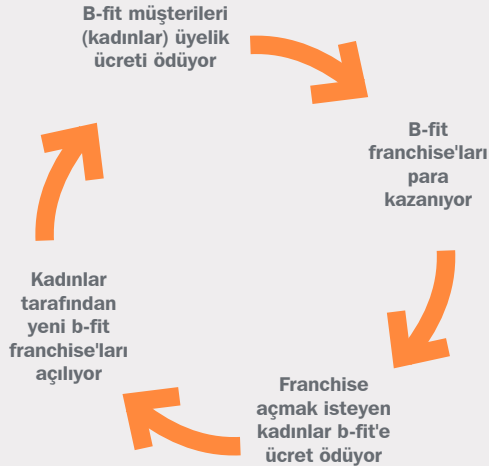 B-fit müşterileri
(kadınlar) üyelik
ücreti ödüyor
B-fit
franchise'ları
para
kazanıyor
Franchise
açmak isteyen
kadınlar b-fit'e
ücret ödüyor
Kadınlar
tarafından
yeni b-fit
franchise'ları
açılıyor